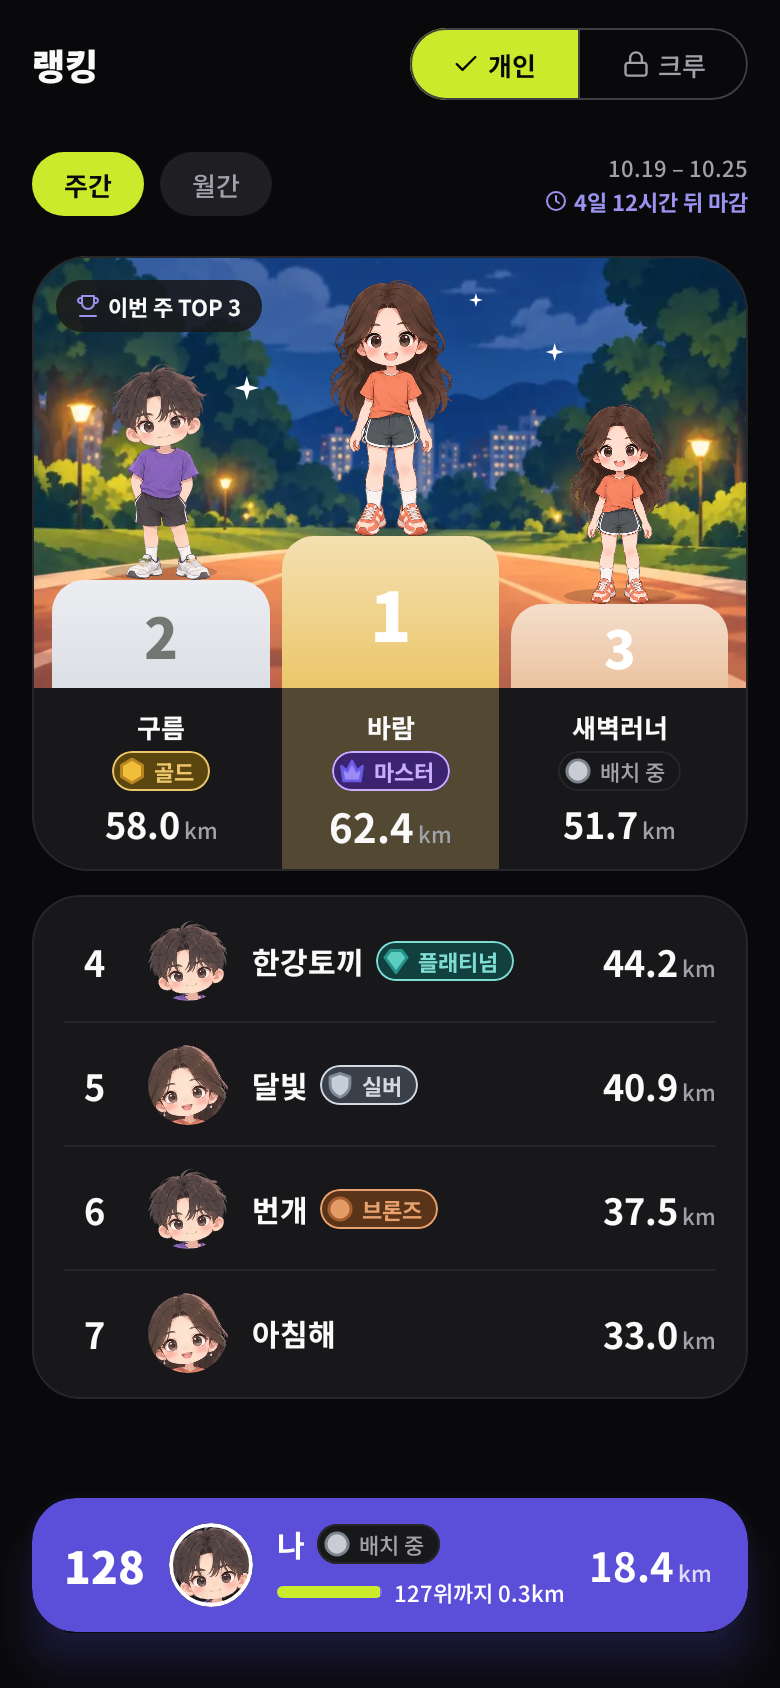 랭킹
개인
크루
주간
월간
10.19 – 10.25
4일 12시간 뒤 마감
이번 주 TOP 3
2
1
3
구름
골드
58.0 km
바람
마스터
62.4 km
새벽러너
배치 중
51.7 km
4 한강토끼 플래티넘 44.2 km
5 달빛 실버 40.9 km
6 번개 브론즈 37.5 km
7 아침해 33.0 km
128 나 배치 중 18.4 km
127위까지 0.3km